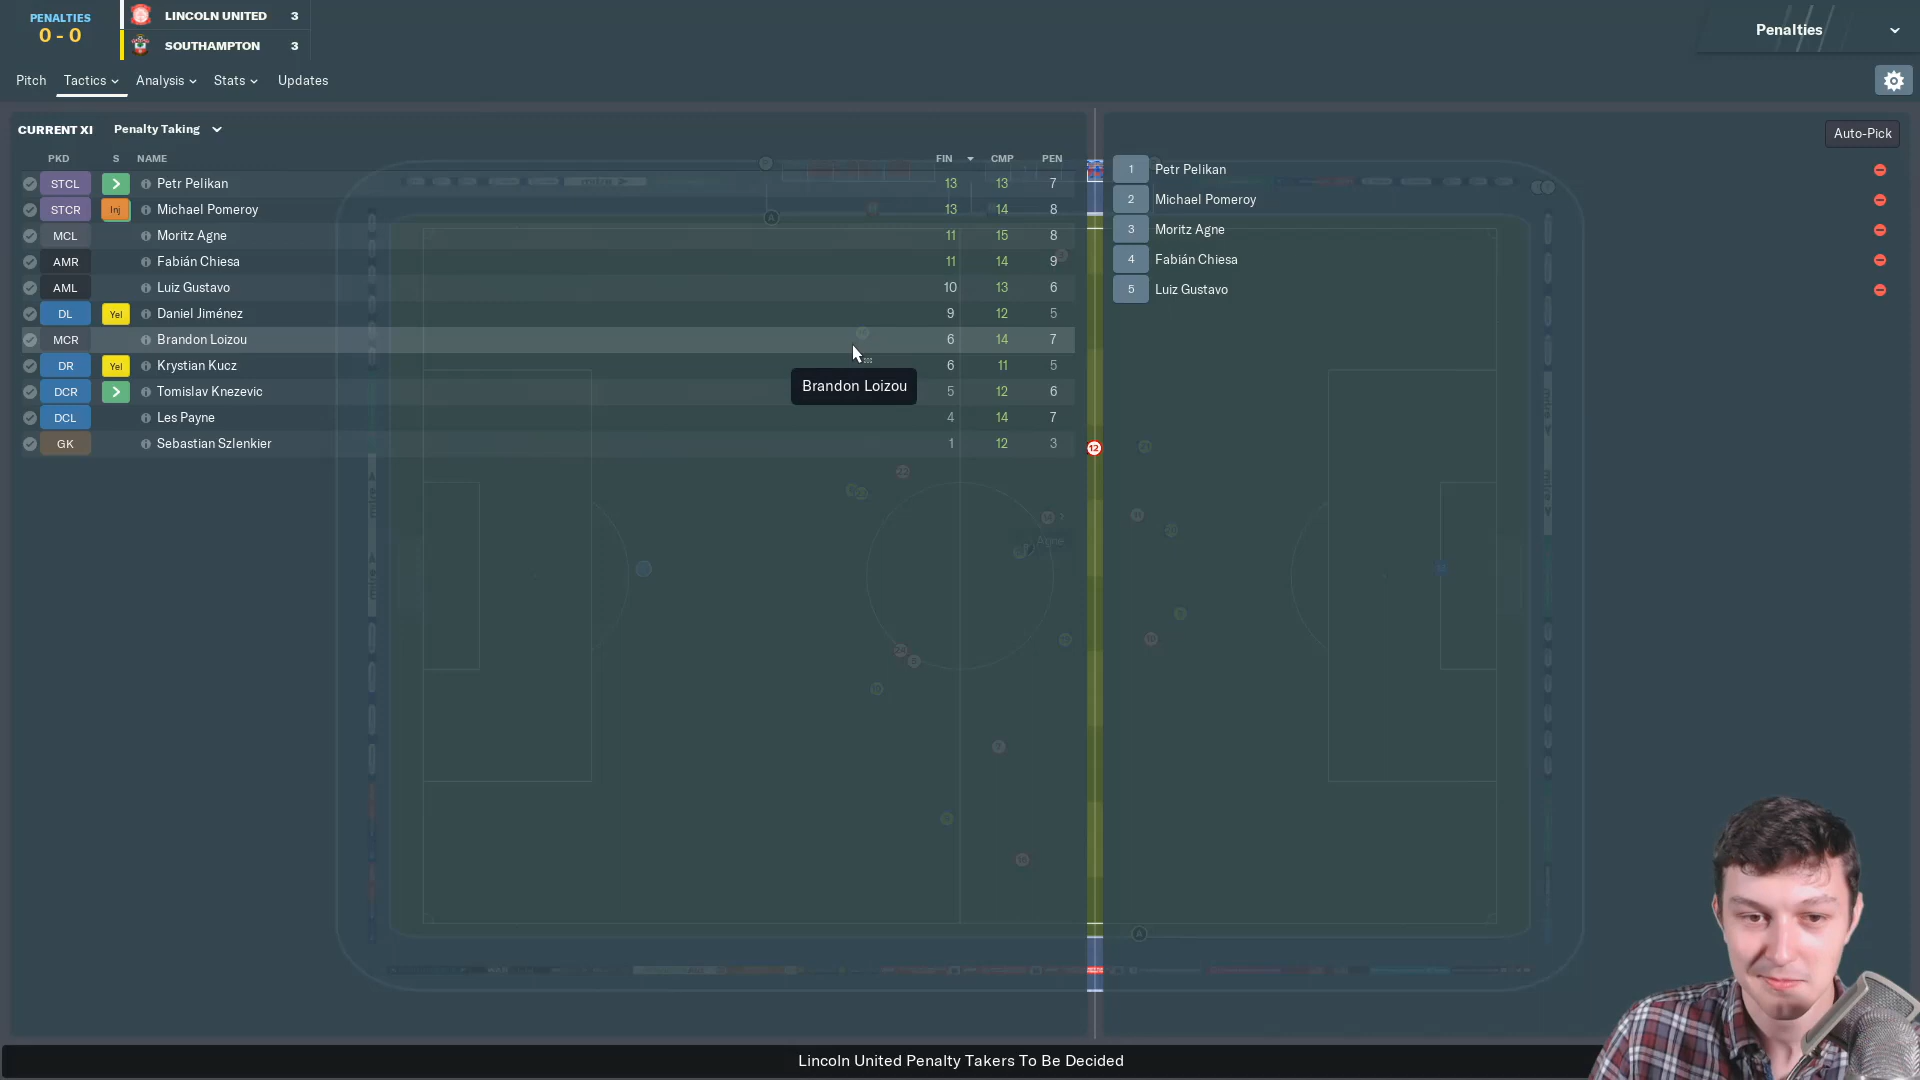 PENALTIES
0 - 0
LINCOLN UNITED 3
SOUTHAMPTON 3
Penalties
Pitch Tactics Analysis Stats Updates
CURRENT XI Penalty Taking
Auto-Pick
PKD S NAME FIN CMP PEN
STCL Petr Pelikan 13 13 7
STCR Inj Michael Pomeroy 13 14 8
MCL Moritz Agne 11 15 8
AMR Fabián Chiesa 11 14 9
AML Luiz Gustavo 10 13 6
DL Yel Daniel Jiménez 9 12 5
MCR Brandon Loizou 6 14 7
DR Yel Krystian Kucz 6 11 5
DCR Tomislav Knezevic 5 12 6
DCL Les Payne 4 14 7
GK Sebastian Szlenkier 1 12 3
Brandon Loizou
1 Petr Pelikan
2 Michael Pomeroy
3 Moritz Agne
4 Fabián Chiesa
5 Luiz Gustavo
12
Agne
A
A
Lincoln United Penalty Takers To Be Decided